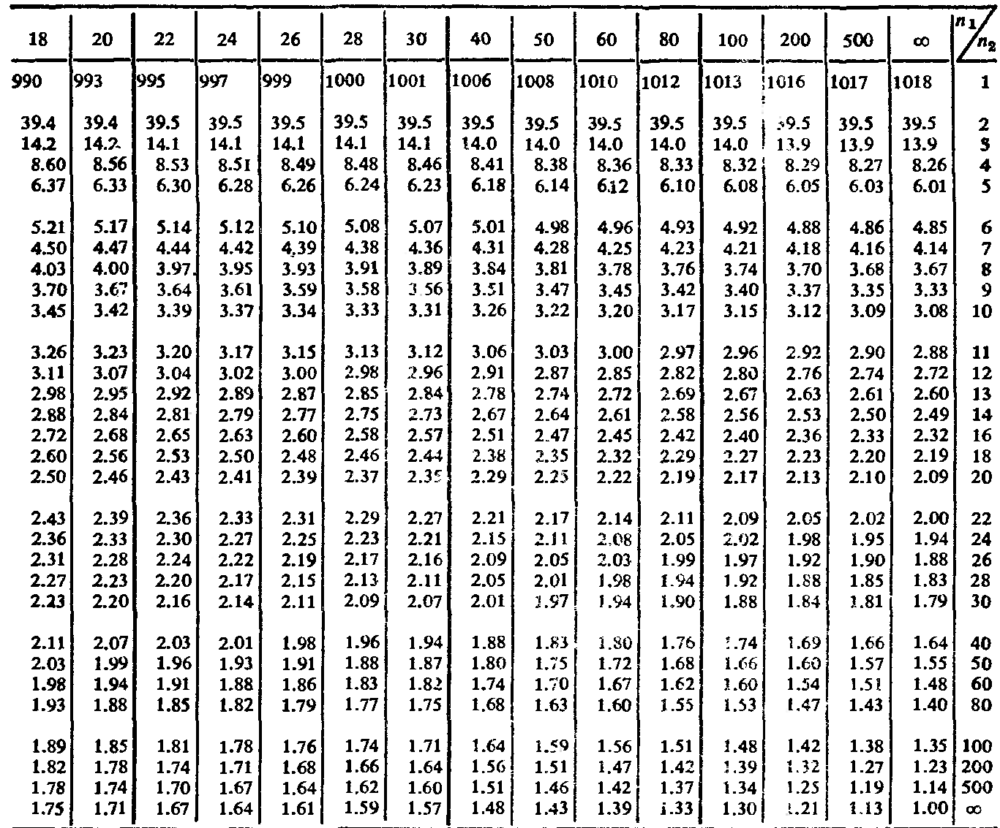 18 20 22 24 26 28 30 40 50 60 80 100 200 500 ∞ n1/n2
990 993 995 997 999 1000 1001 1006 1008 1010 1012 1013 1016 1017 1018 1
39.4 39.4 39.5 39.5 39.5 39.5 39.5 39.5 39.5 39.5 39.5 39.5 39.5 39.5 39.5 2
14.2 14.2 14.1 14.1 14.1 14.1 14.1 14.0 14.0 14.0 14.0 14.0 13.9 13.9 13.9 3
8.60 8.56 8.53 8.51 8.49 8.48 8.46 8.41 8.38 8.36 8.33 8.32 8.29 8.27 8.26 4
6.37 6.33 6.30 6.28 6.26 6.24 6.23 6.18 6.14 6.12 6.10 6.08 6.05 6.03 6.01 5
5.21 5.17 5.14 5.12 5.10 5.08 5.07 5.01 4.98 4.96 4.93 4.92 4.88 4.86 4.85 6
4.50 4.47 4.44 4.42 4.39 4.38 4.36 4.31 4.28 4.25 4.23 4.21 4.18 4.16 4.14 7
4.03 4.00 3.97 3.95 3.93 3.91 3.89 3.84 3.81 3.78 3.76 3.74 3.70 3.68 3.67 8
3.70 3.67 3.64 3.61 3.59 3.58 3.56 3.51 3.47 3.45 3.42 3.40 3.37 3.35 3.33 9
3.45 3.42 3.39 3.37 3.34 3.33 3.31 3.26 3.22 3.20 3.17 3.15 3.12 3.09 3.08 10
3.26 3.23 3.20 3.17 3.15 3.13 3.12 3.06 3.03 3.00 2.97 2.96 2.92 2.90 2.88 11
3.11 3.07 3.04 3.02 3.00 2.98 2.96 2.91 2.87 2.85 2.82 2.80 2.76 2.74 2.72 12
2.98 2.95 2.92 2.89 2.87 2.85 2.84 2.78 2.74 2.72 2.69 2.67 2.63 2.61 2.60 13
2.88 2.84 2.81 2.79 2.77 2.75 2.73 2.67 2.64 2.61 2.58 2.56 2.53 2.50 2.49 14
2.72 2.68 2.65 2.63 2.60 2.58 2.57 2.51 2.47 2.45 2.42 2.40 2.36 2.33 2.32 16
2.60 2.56 2.53 2.50 2.48 2.46 2.44 2.38 2.35 2.32 2.29 2.27 2.23 2.20 2.19 18
2.50 2.46 2.43 2.41 2.39 2.37 2.35 2.29 2.25 2.22 2.19 2.17 2.13 2.10 2.09 20
2.43 2.39 2.36 2.33 2.31 2.29 2.27 2.21 2.17 2.14 2.11 2.09 2.05 2.02 2.00 22
2.36 2.33 2.30 2.27 2.25 2.23 2.21 2.15 2.11 2.08 2.05 2.02 1.98 1.95 1.94 24
2.31 2.28 2.24 2.22 2.19 2.17 2.16 2.09 2.05 2.03 1.99 1.97 1.92 1.90 1.88 26
2.27 2.23 2.20 2.17 2.15 2.13 2.11 2.05 2.01 1.98 1.94 1.92 1.88 1.85 1.83 28
2.23 2.20 2.16 2.14 2.11 2.09 2.07 2.01 1.97 1.94 1.90 1.88 1.84 1.81 1.79 30
2.11 2.07 2.03 2.01 1.98 1.96 1.94 1.88 1.83 1.80 1.76 1.74 1.69 1.66 1.64 40
2.03 1.99 1.96 1.93 1.91 1.88 1.87 1.80 1.75 1.72 1.68 1.66 1.60 1.57 1.55 50
1.98 1.94 1.91 1.88 1.86 1.83 1.82 1.74 1.70 1.67 1.62 1.60 1.54 1.51 1.48 60
1.93 1.88 1.85 1.82 1.79 1.77 1.75 1.68 1.63 1.60 1.55 1.53 1.47 1.43 1.40 80
1.89 1.85 1.81 1.78 1.76 1.74 1.71 1.64 1.59 1.56 1.51 1.48 1.42 1.38 1.35 100
1.82 1.78 1.74 1.71 1.68 1.66 1.64 1.56 1.51 1.47 1.42 1.39 1.32 1.27 1.23 200
1.78 1.74 1.70 1.67 1.64 1.62 1.60 1.51 1.46 1.42 1.37 1.34 1.25 1.19 1.14 500
1.75 1.71 1.67 1.64 1.61 1.59 1.57 1.48 1.43 1.39 1.33 1.30 1.21 1.13 1.00 ∞